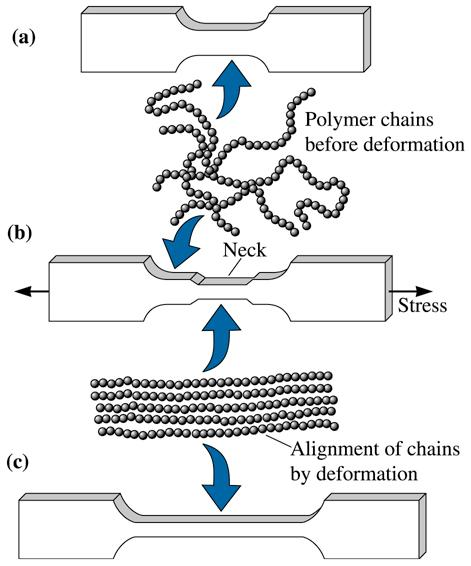 (a)
Polymer chains
before deformation
(b)
Neck
Stress
Alignment of chains
by deformation
(c)